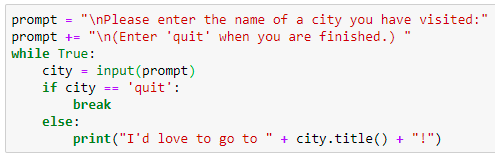 prompt = "\nPlease enter the name of a city you have visited:"
prompt += "\n(Enter 'quit' when you are finished.) "
while True:
    city = input(prompt)
    if city == 'quit':
        break
    else:
        print("I'd love to go to " + city.title() + "!")